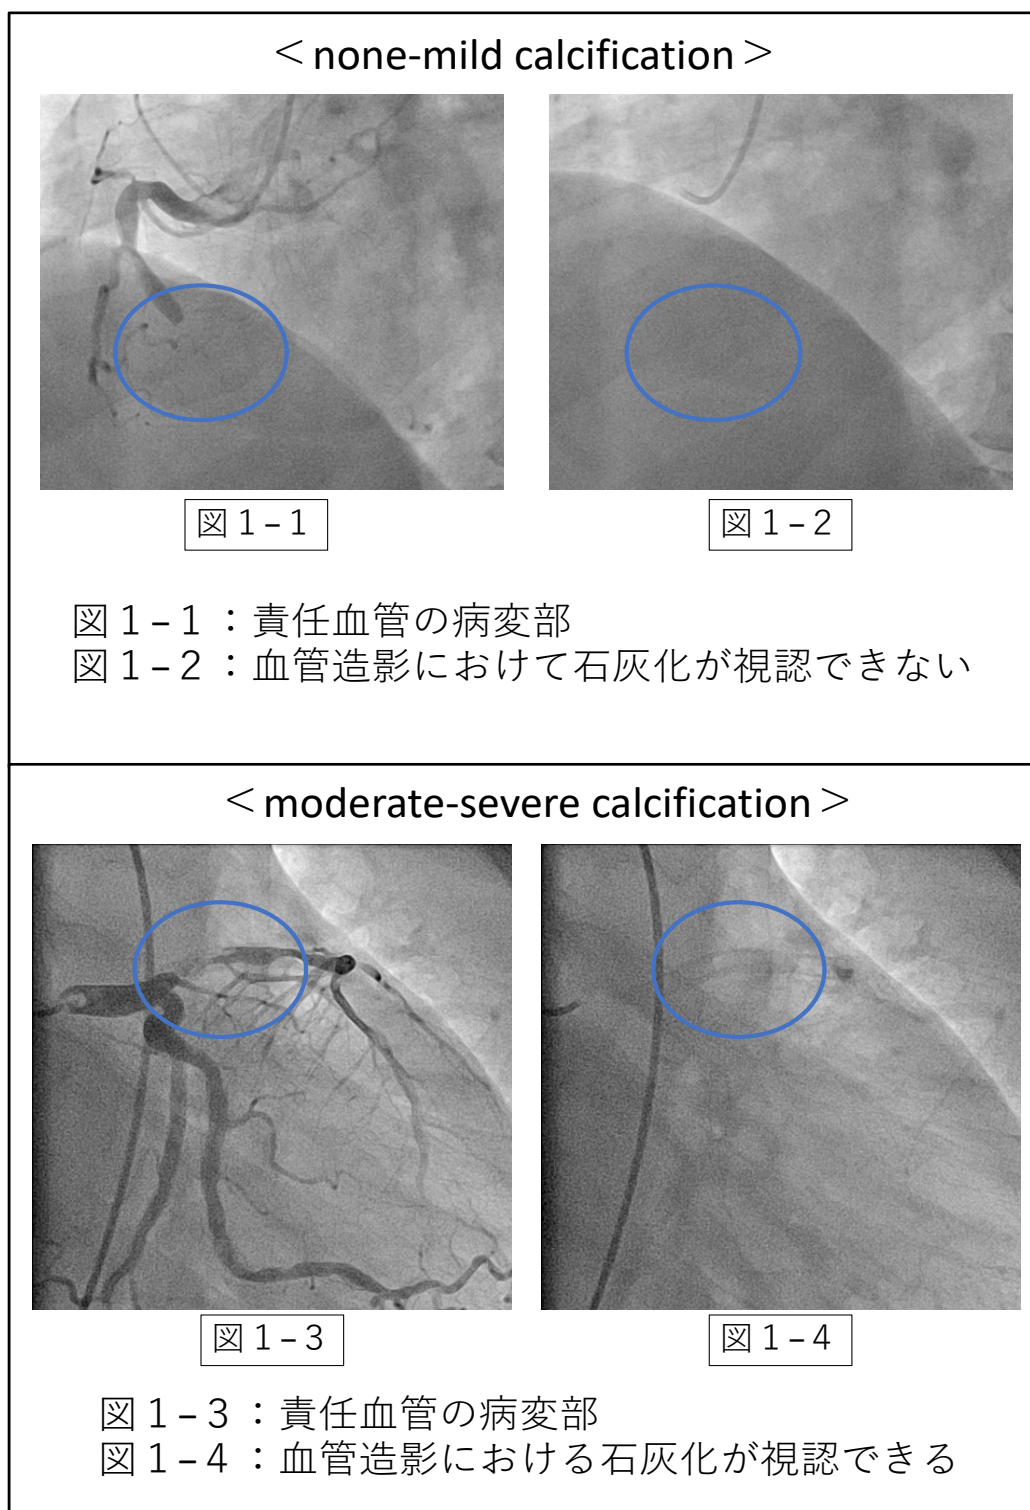 ＜none-mild calcification＞
図1–1
図1–2
図1–1：責任血管の病変部
図1–2：血管造影におけて石灰化が視認できない
＜moderate-severe calcification＞
図1–3
図1–4
図1–3：責任血管の病変部
図1–4：血管造影における石灰化が視認できる